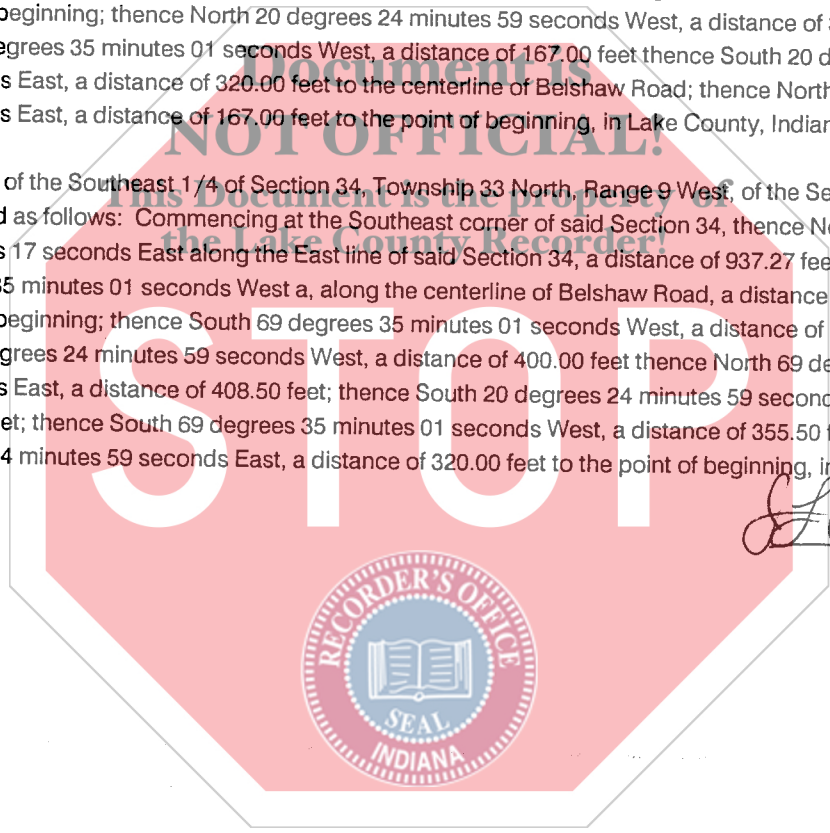 beginning; thence North 20 degrees 24 minutes 59 seconds West, a distance of
egrees 35 minutes 01 seconds West, a distance of 167.00 feet thence South 20 d
s East, a distance of 320.00 feet to the centerline of Belshaw Road; thence North
s East, a distance of 167.00 feet to the point of beginning, in Lake County, Indian
Document is
NOT OFFICIAL!
This Document is the property of
the Lake County Recorder!
of the Southeast 1/4 of Section 34, Township 33 North, Range 9 West, of the Se
d as follows: Commencing at the Southeast corner of said Section 34, thence No
s 17 seconds East along the East line of said Section 34, a distance of 937.27 fee
35 minutes 01 seconds West a, along the centerline of Belshaw Road, a distance
beginning; thence South 69 degrees 35 minutes 01 seconds West, a distance of
grees 24 minutes 59 seconds West, a distance of 400.00 feet thence North 69 de
s East, a distance of 408.50 feet; thence South 20 degrees 24 minutes 59 second
et; thence South 69 degrees 35 minutes 01 seconds West, a distance of 355.50 f
4 minutes 59 seconds East, a distance of 320.00 feet to the point of beginning, in
STOP
RECORDER'S OFFICE
SEAL
INDIANA